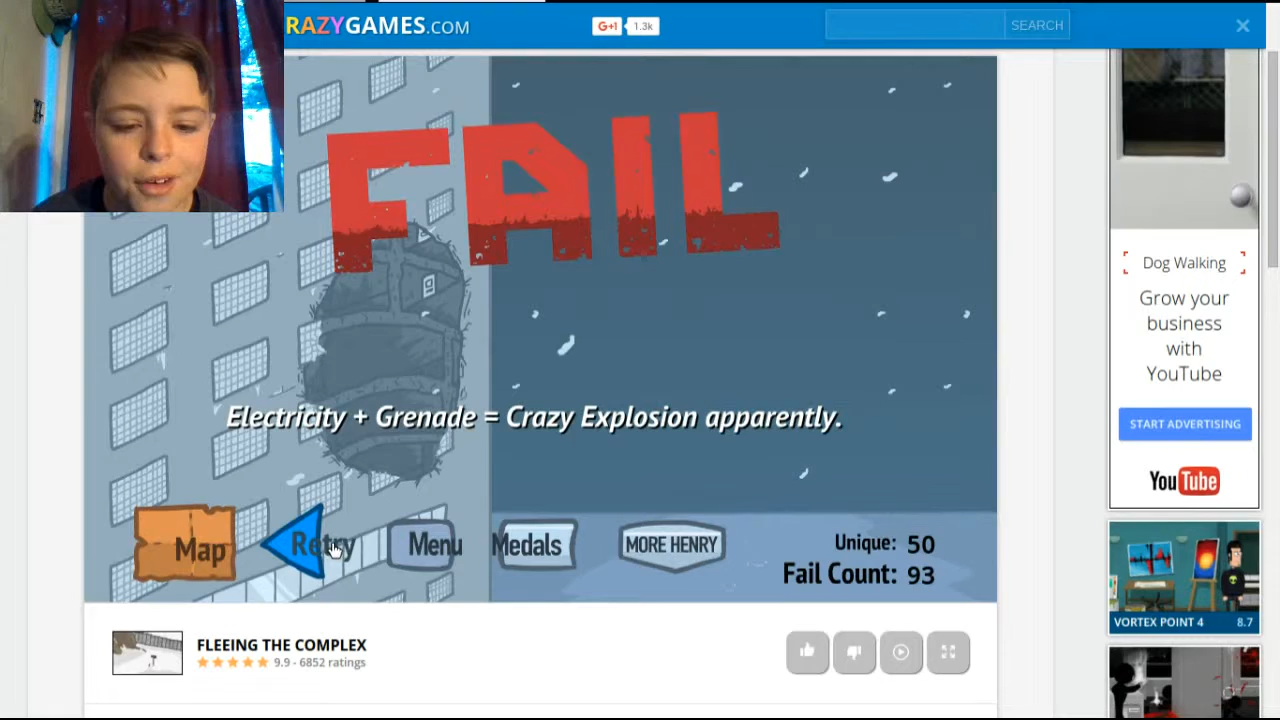 RAZYGAMES.COM
G+1 1.3k
SEARCH
FAIL
Electricity + Grenade = Crazy Explosion apparently.
Map
Retry
Menu
Medals
MORE HENRY
Unique: 50
Fail Count: 93
FLEEING THE COMPLEX
9.9 - 6852 ratings
Dog Walking
Grow your
business
with
YouTube
START ADVERTISING
YouTube
VORTEX POINT 4 8.7